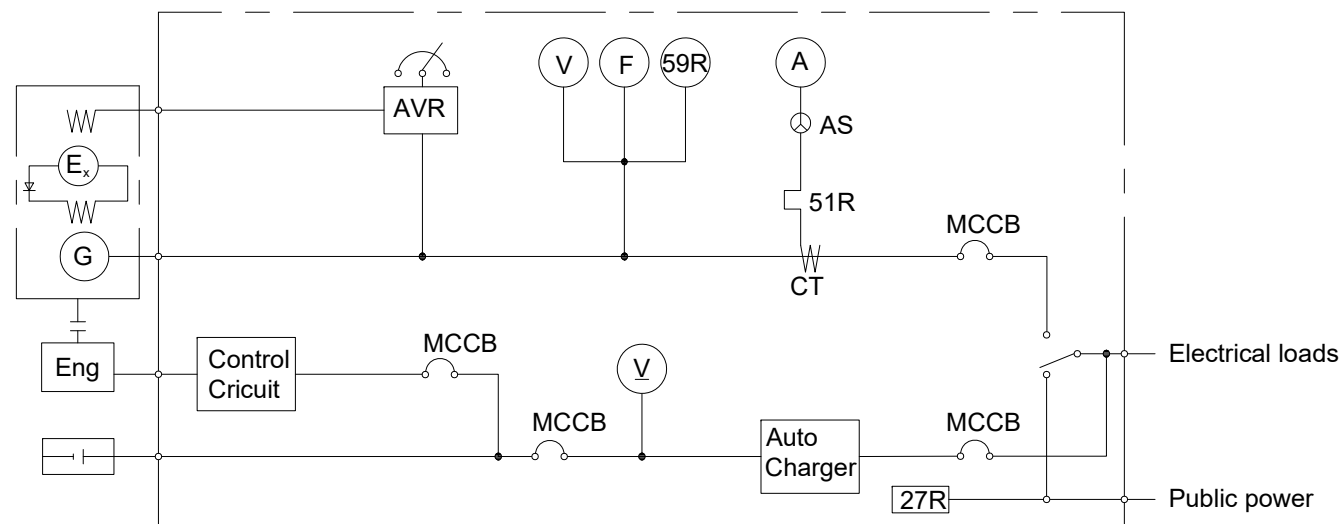 V
F
59R
A
AVR
AS
Ex
51R
MCCB
G
CT
Control
Cricuit
MCCB
V
Electrical loads
Eng
MCCB
Auto
Charger
MCCB
27R
Public power